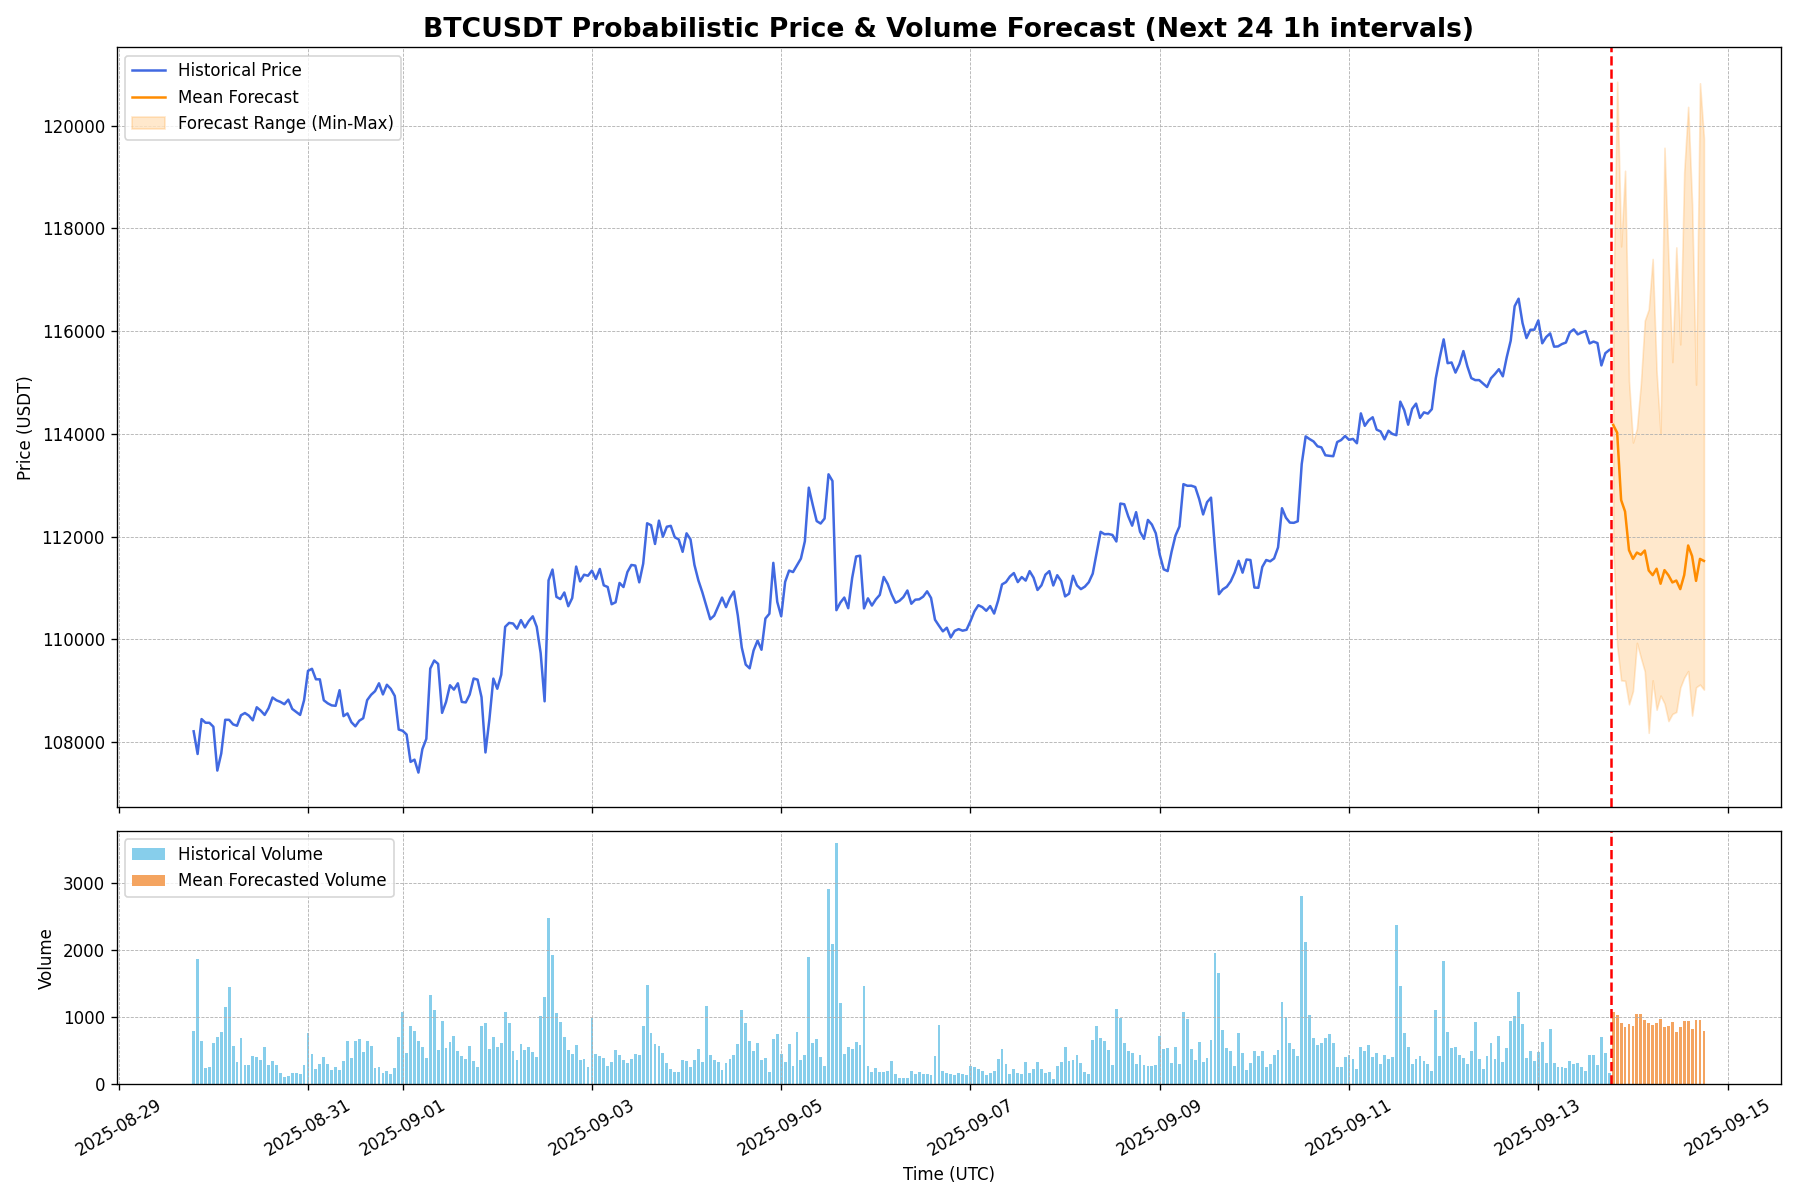 BTCUSDT Probabilistic Price & Volume Forecast (Next 24 1h intervals)
Historical Price
Mean Forecast
Forecast Range (Min-Max)
120000
118000
116000
114000
112000
110000
108000
Price (USDT)
Historical Volume
Mean Forecasted Volume
3000
2000
1000
0
Volume
2025-08-29
2025-08-31
2025-09-01
2025-09-03
2025-09-05
2025-09-07
2025-09-09
2025-09-11
2025-09-13
2025-09-15
Time (UTC)